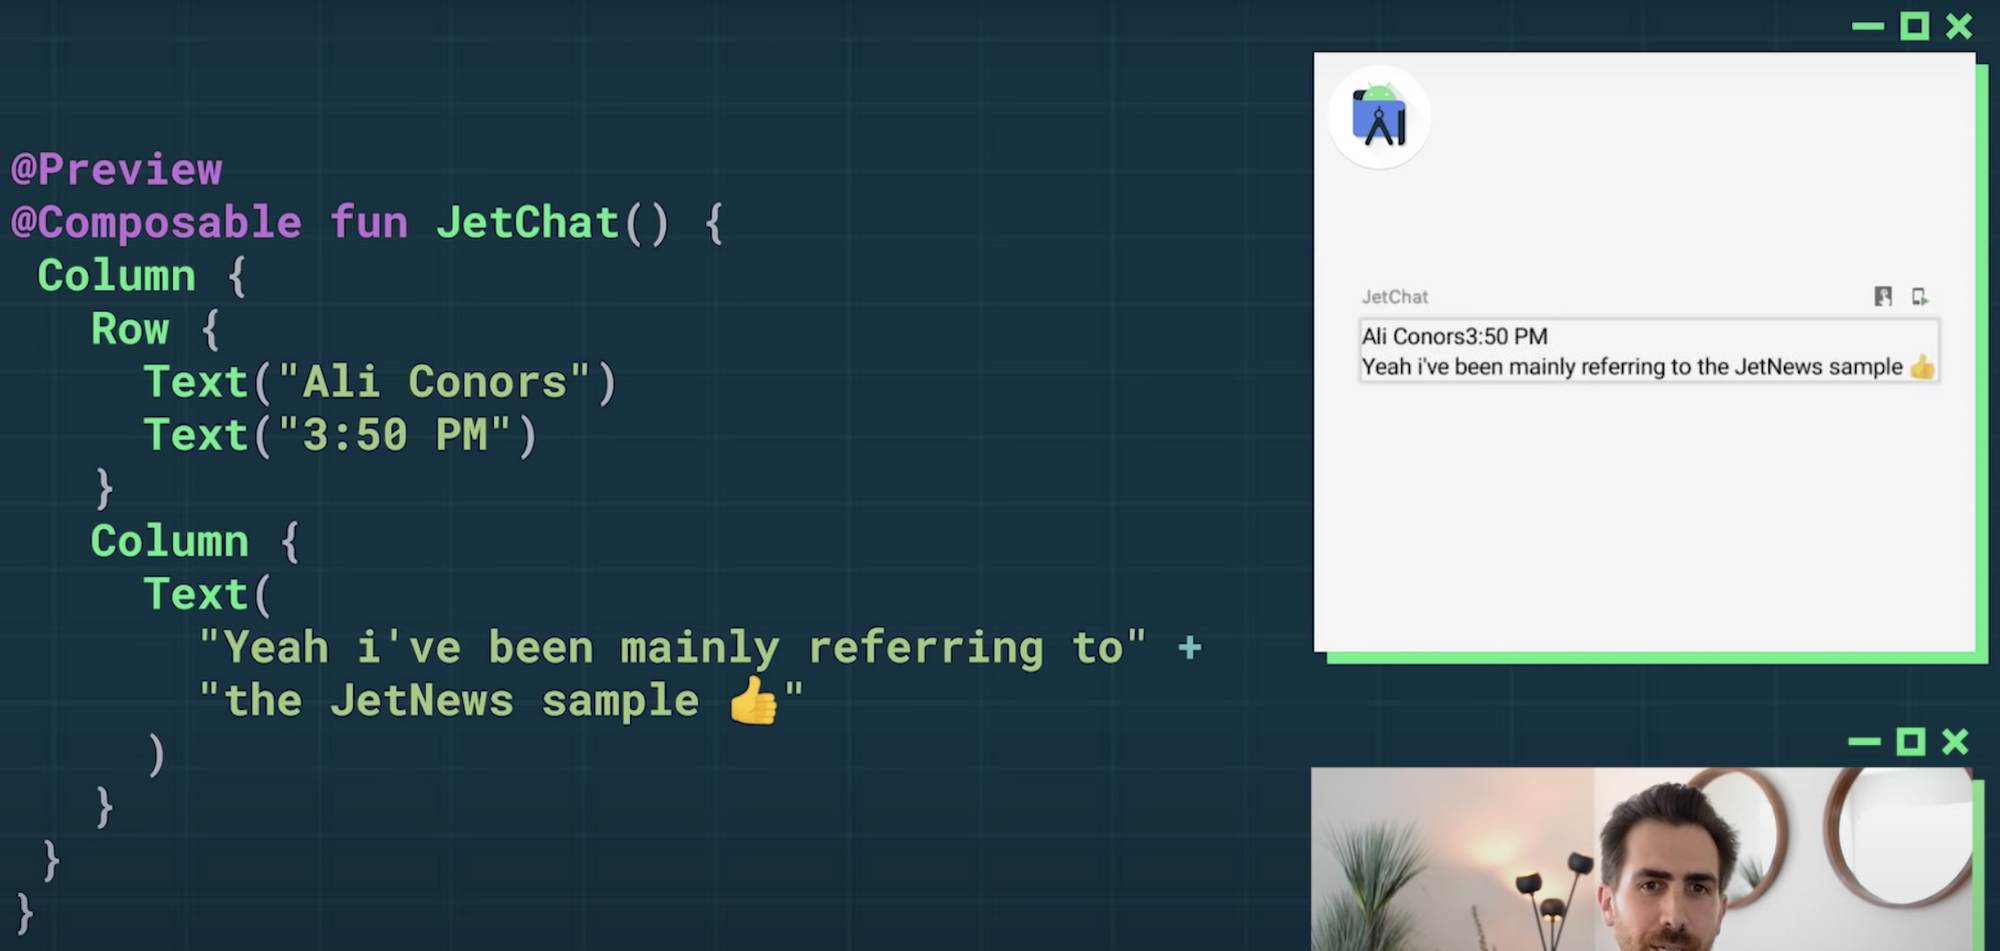 @Preview
@Composable fun JetChat() {
Column {
Row {
Text("Ali Conors")
Text("3:50 PM")
}
Column {
Text(
"Yeah i've been mainly referring to" +
"the JetNews sample 👍"
)
}
}
}
JetChat
Ali Conors3:50 PM
Yeah i've been mainly referring to the JetNews sample 👍